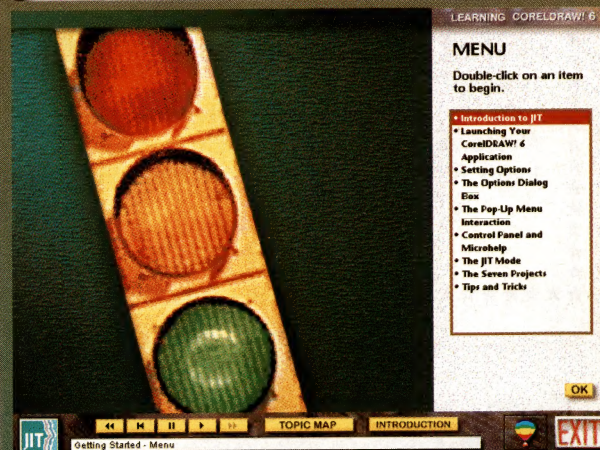 LEARNING CORELDRAW! 6
MENU
Double-click on an item
to begin.
• Introduction to JIT
• Launching Your
CorelDRAW! 6
Application
• Setting Options
• The Options Dialog
Box
• The Pop-Up Menu
Interaction
• Control Panel and
Microhelp
• The JIT Mode
• The Seven Projects
• Tips and Tricks
OK
TOPIC MAP
INTRODUCTION
JIT
Getting Started - Menu
EXIT